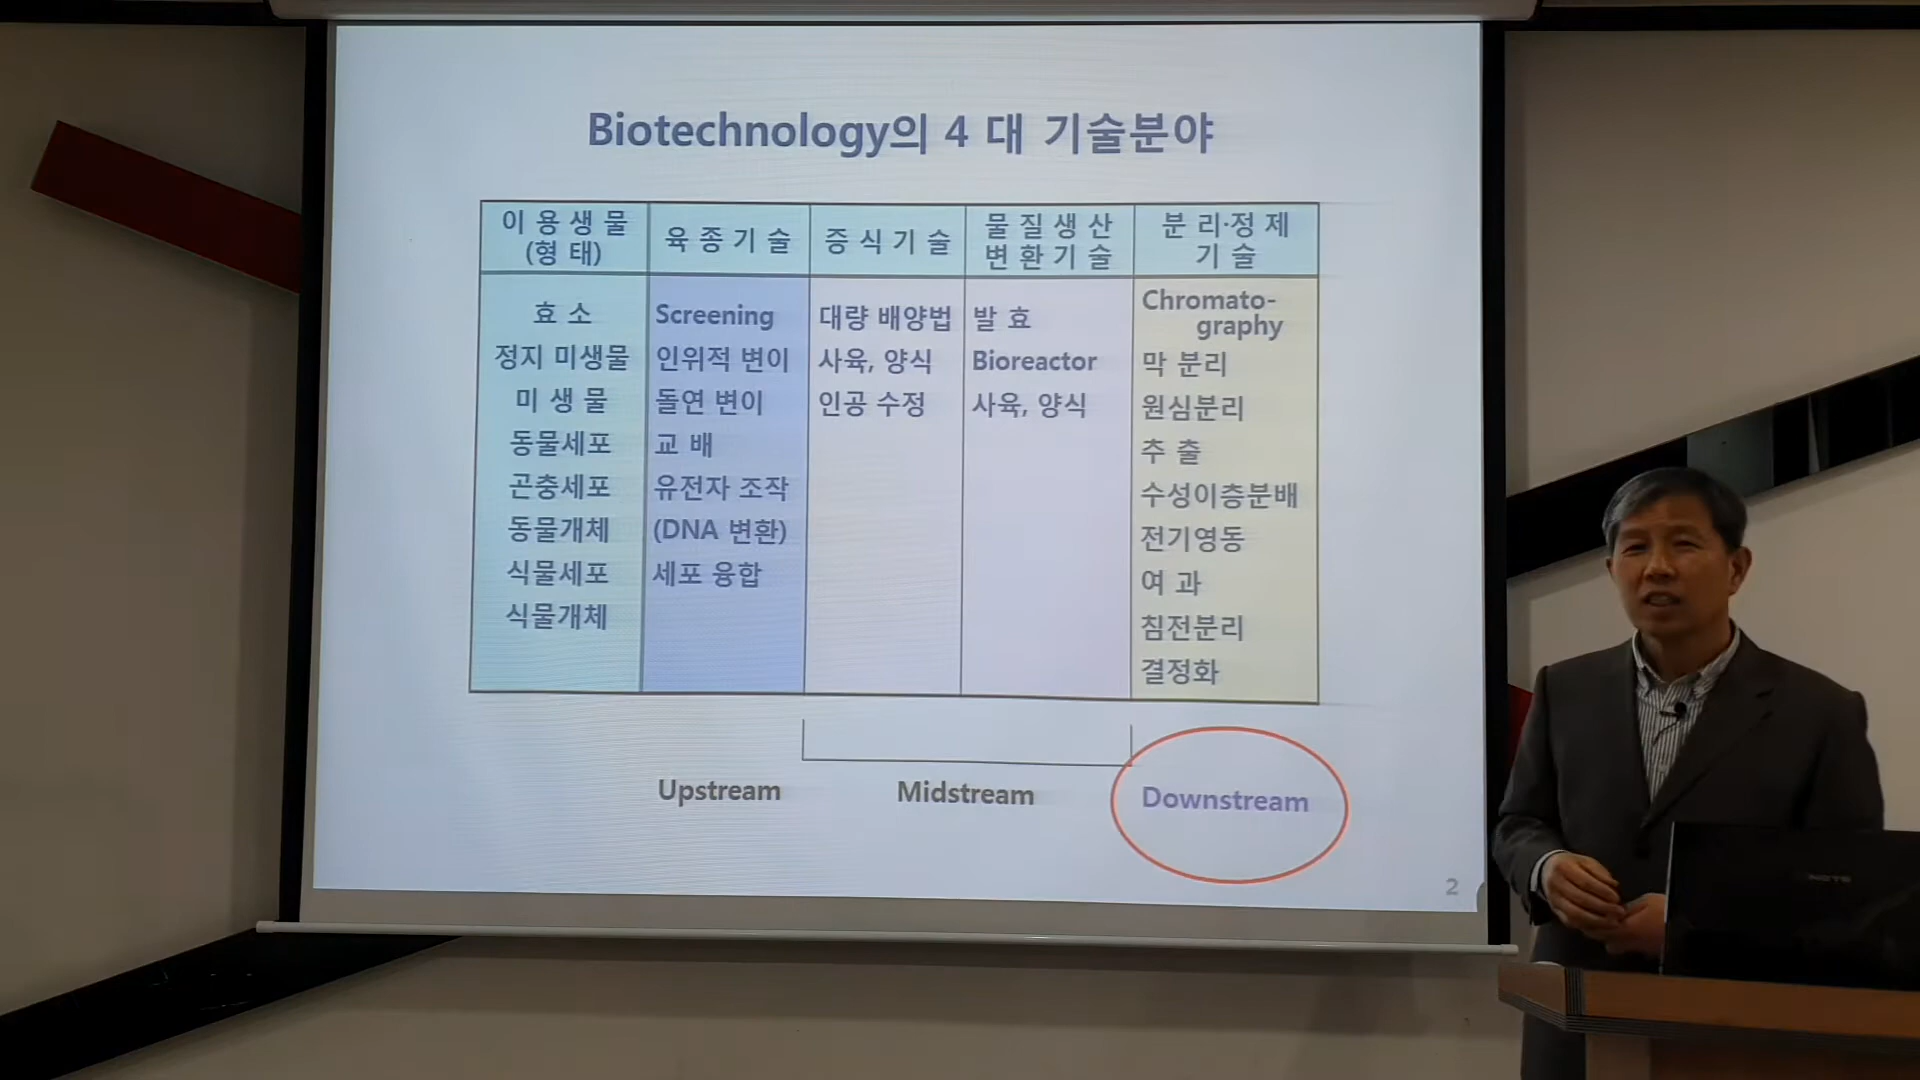 Biotechnology의 4 대 기술분야
이 용 생 물
(형 태)
육 종 기 술
증 식 기 술
물 질 생 산
변 환 기 술
분 리·정 제
기 술
효 소
정지 미생물
미 생 물
동물세포
곤충세포
동물개체
식물세포
식물개체
Screening
인위적 변이
돌연 변이
교 배
유전자 조작
(DNA 변환)
세포 융합
대량 배양법
사육, 양식
인공 수정
발 효
Bioreactor
사육, 양식
Chromato-
graphy
막 분리
원심분리
추 출
수성이층분배
전기영동
여 과
침전분리
결정화
Upstream
Midstream
Downstream
2